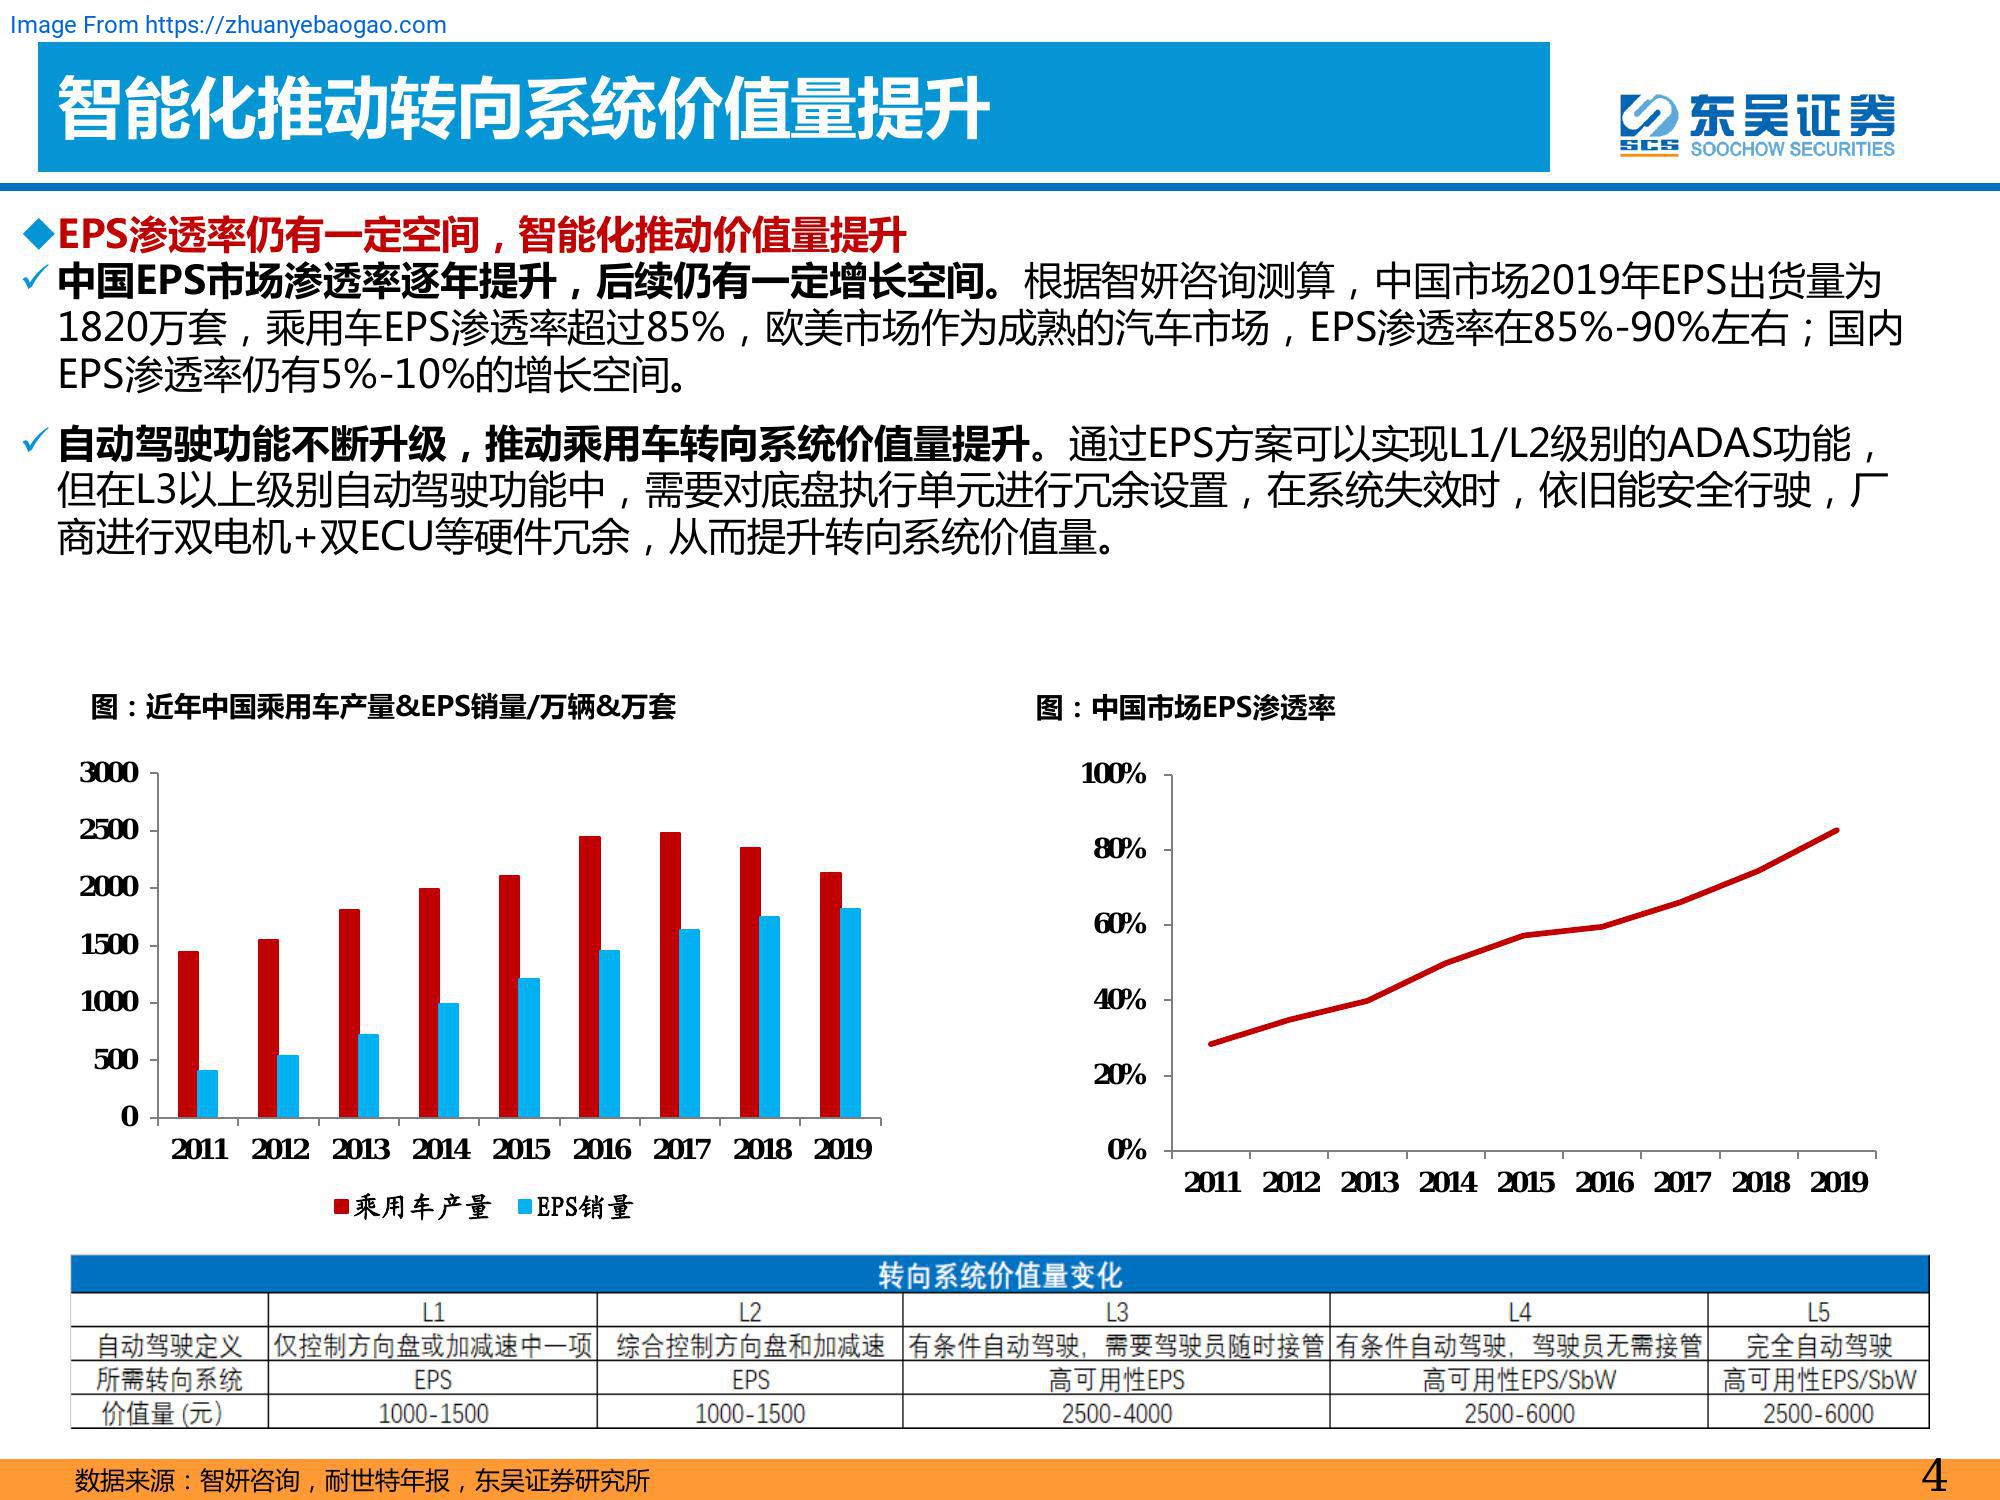 Image From https://zhuanyebaogao.com
智能化推动转向系统价值量提升
东吴证券
SCS SOOCHOW SECURITIES
◆EPS渗透率仍有一定空间，智能化推动价值量提升
✓中国EPS市场渗透率逐年提升，后续仍有一定增长空间。根据智妍咨询测算，中国市场2019年EPS出货量为
1820万套，乘用车EPS渗透率超过85%，欧美市场作为成熟的汽车市场，EPS渗透率在85%-90%左右；国内
EPS渗透率仍有5%-10%的增长空间。
✓自动驾驶功能不断升级，推动乘用车转向系统价值量提升。通过EPS方案可以实现L1/L2级别的ADAS功能，
但在L3以上级别自动驾驶功能中，需要对底盘执行单元进行冗余设置，在系统失效时，依旧能安全行驶，厂
商进行双电机+双ECU等硬件冗余，从而提升转向系统价值量。
图：近年中国乘用车产量&EPS销量/万辆&万套
3000
2500
2000
1500
1000
500
0
2011 2012 2013 2014 2015 2016 2017 2018 2019
乘用车产量 EPS销量
图：中国市场EPS渗透率
100%
80%
60%
40%
20%
0%
2011 2012 2013 2014 2015 2016 2017 2018 2019
转向系统价值量变化
L1 L2 L3 L4 L5
自动驾驶定义 仅控制方向盘或加减速中一项 综合控制方向盘和加减速 有条件自动驾驶，需要驾驶员随时接管 有条件自动驾驶，驾驶员无需接管 完全自动驾驶
所需转向系统 EPS EPS 高可用性EPS 高可用性EPS/SbW 高可用性EPS/SbW
价值量 (元) 1000-1500 1000-1500 2500-4000 2500-6000 2500-6000
数据来源：智妍咨询，耐世特年报，东吴证券研究所
4